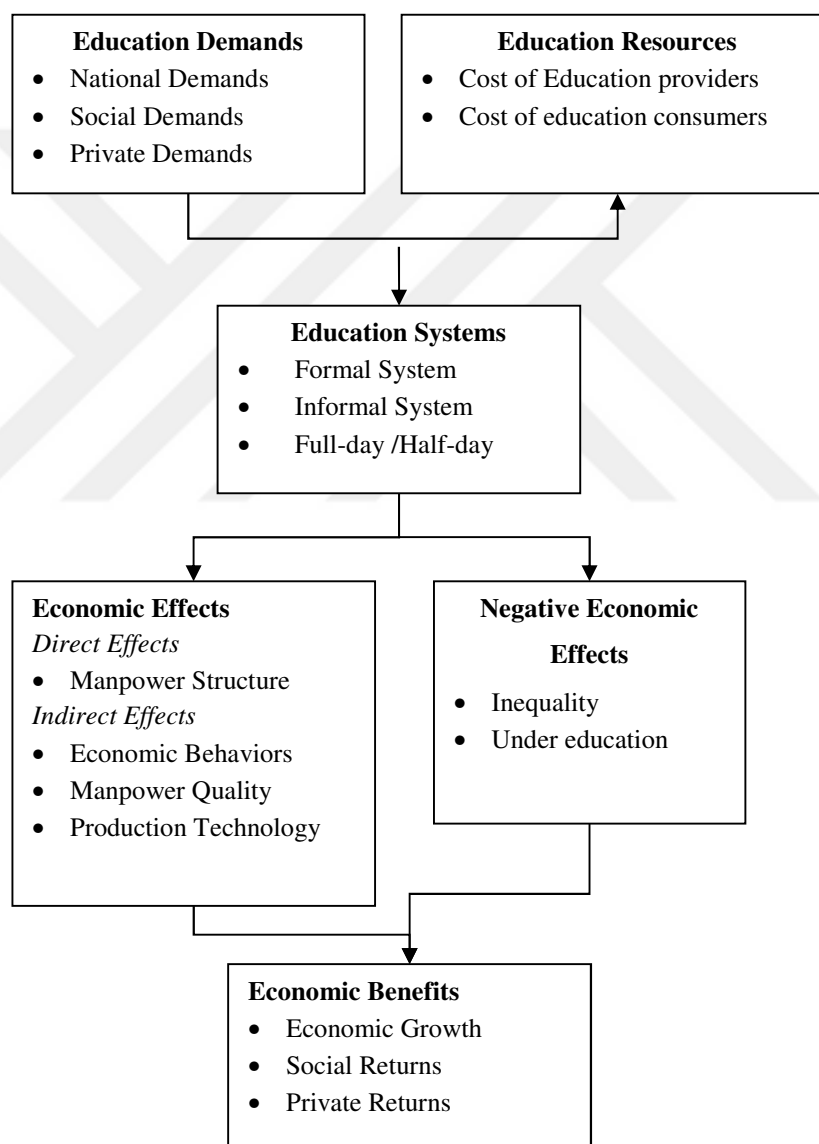 Education Demands
• National Demands
• Social Demands
• Private Demands
Education Resources
• Cost of Education providers
• Cost of education consumers
Education Systems
• Formal System
• Informal System
• Full-day /Half-day
Economic Effects
Direct Effects
• Manpower Structure
Indirect Effects
• Economic Behaviors
• Manpower Quality
• Production Technology
Negative Economic
Effects
• Inequality
• Under education
Economic Benefits
• Economic Growth
• Social Returns
• Private Returns